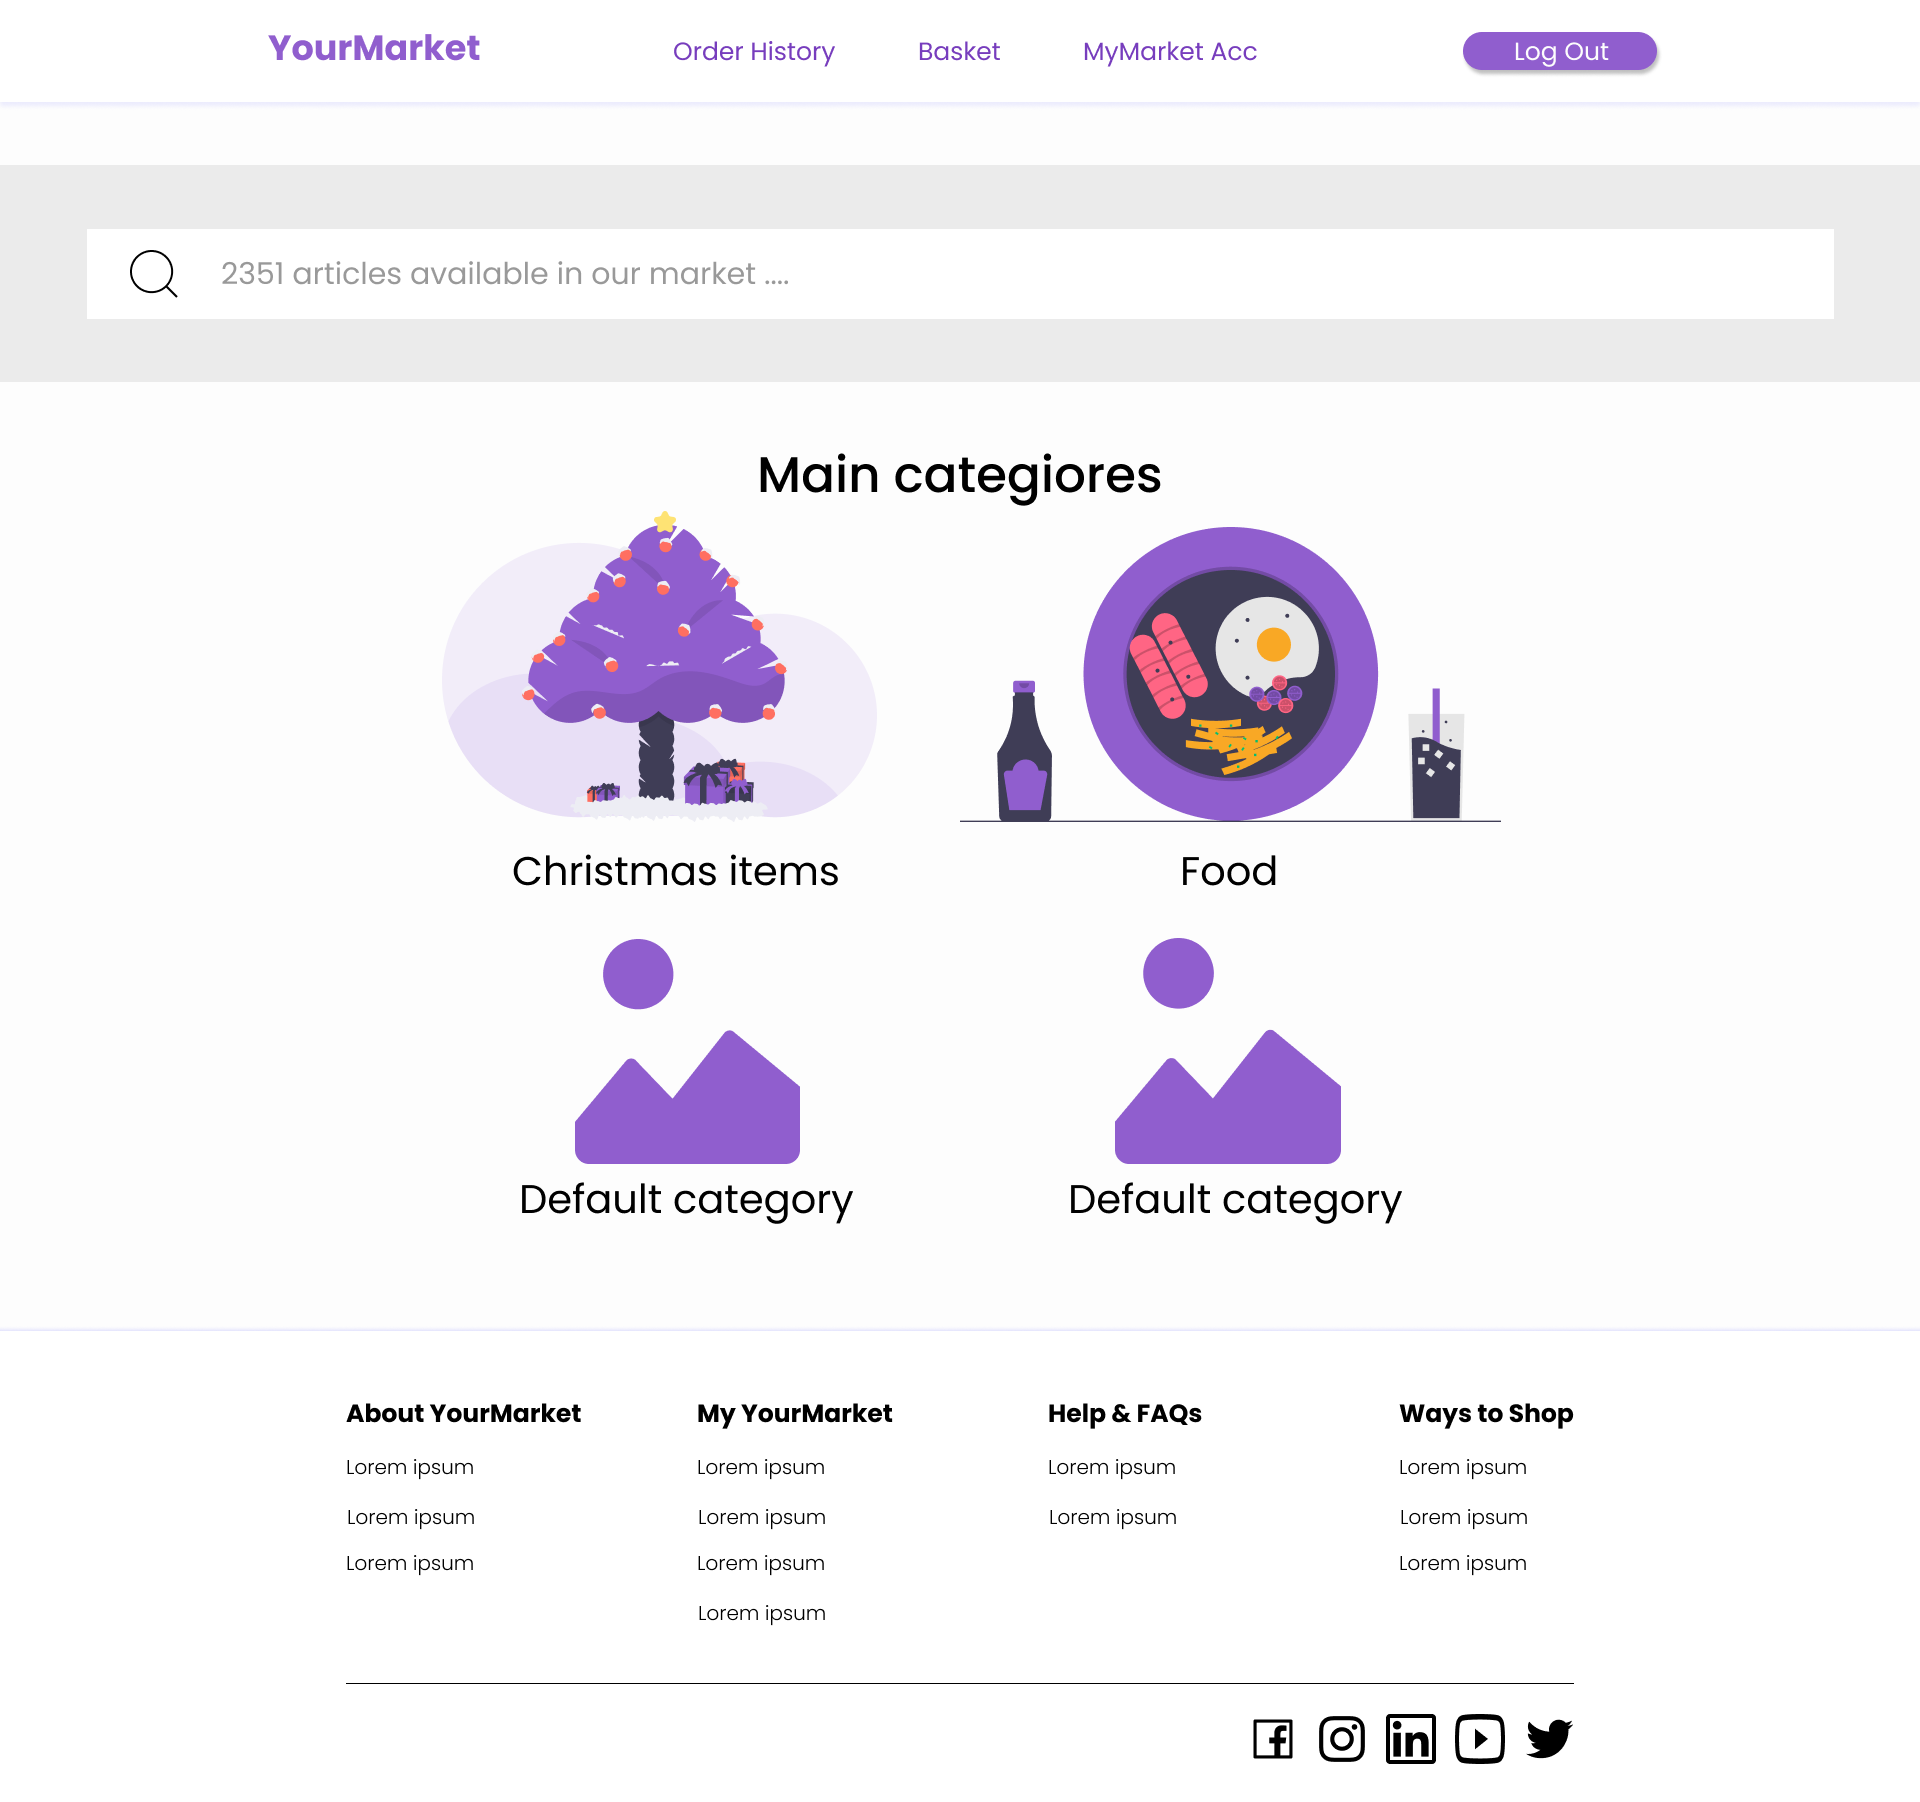 YourMarket
Order History
Basket
MyMarket Acc
Log Out
2351 articles available in our market ....
Main categiores
Christmas items
Food
Default category
Default category
About YourMarket
Lorem ipsum
Lorem ipsum
Lorem ipsum
My YourMarket
Lorem ipsum
Lorem ipsum
Lorem ipsum
Lorem ipsum
Help & FAQs
Lorem ipsum
Lorem ipsum
Ways to Shop
Lorem ipsum
Lorem ipsum
Lorem ipsum